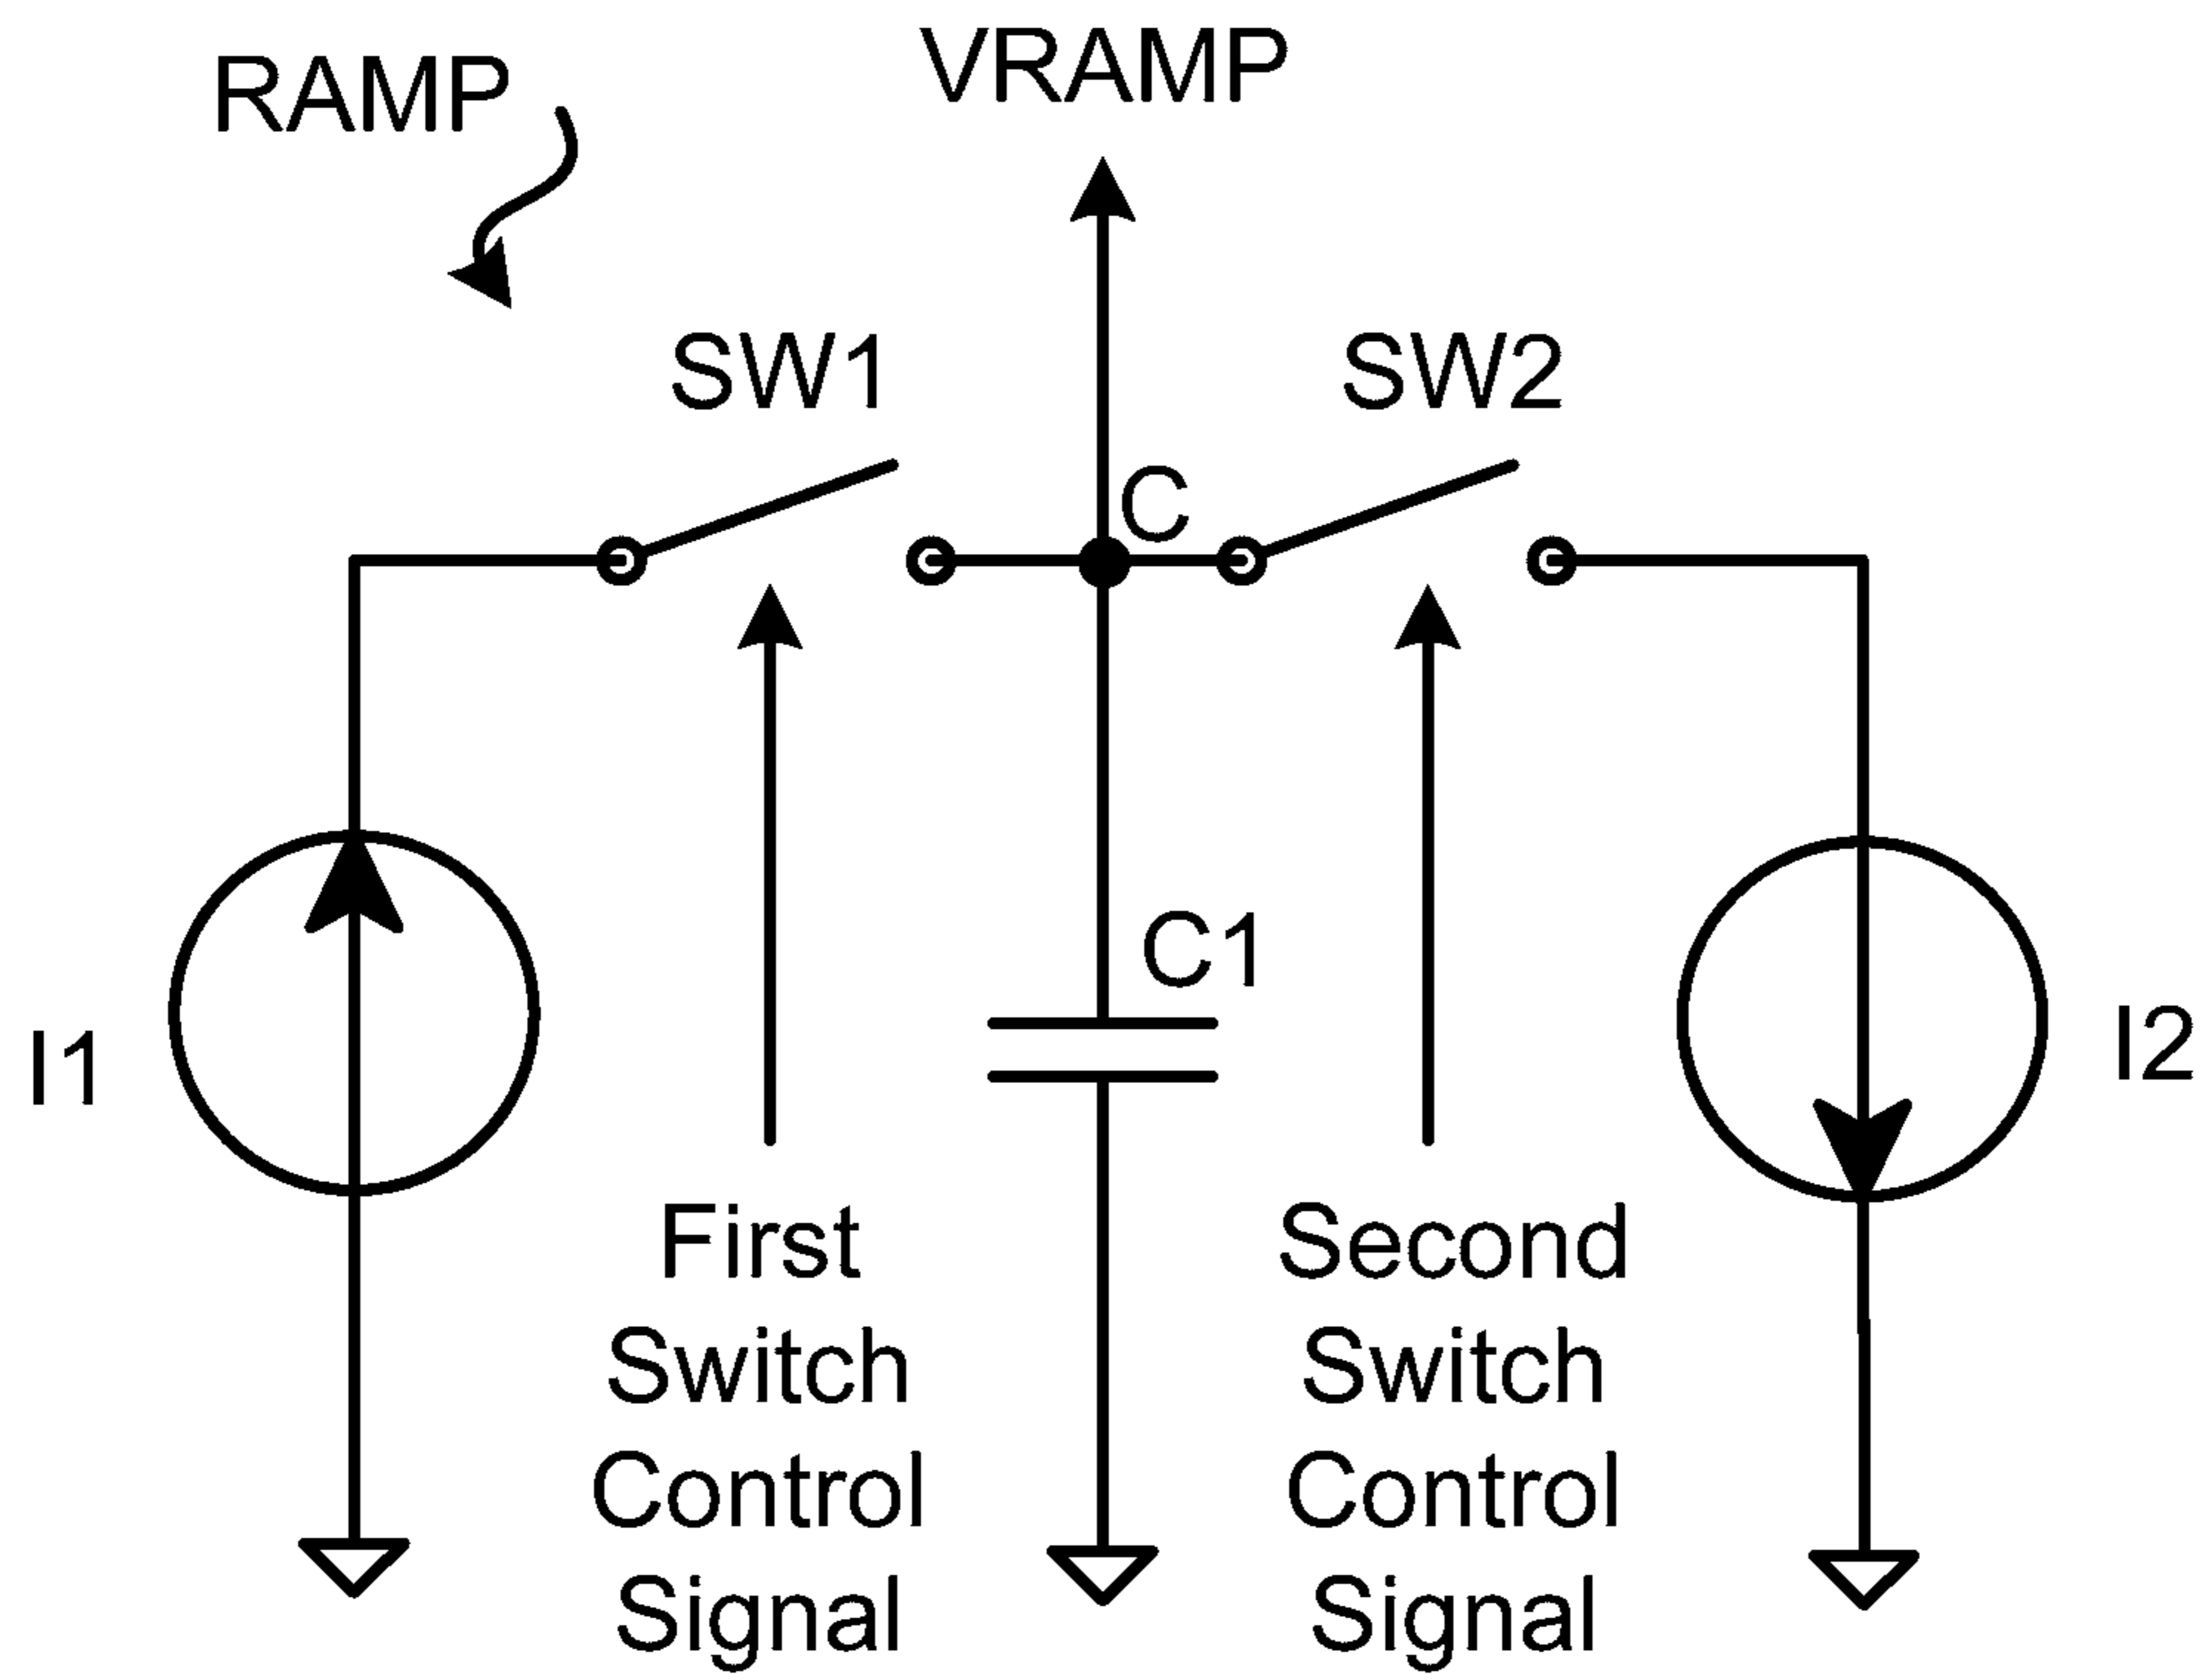 RAMP
VRAMP
SW1
SW2
C
C1
I1
I2
First
Switch
Control
Signal
Second
Switch
Control
Signal